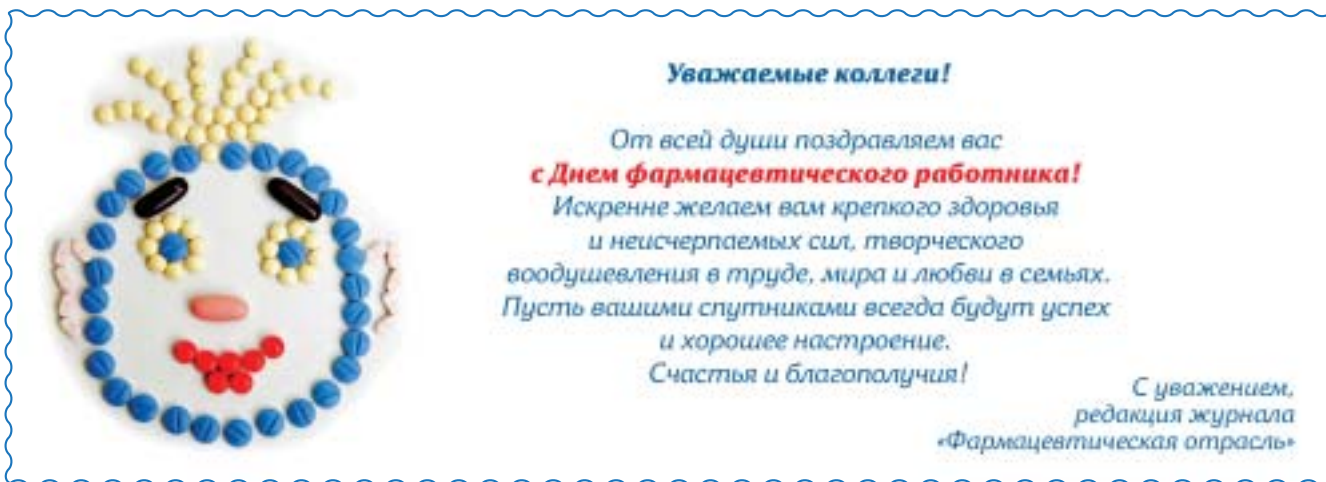 Уважаемые коллеги!
От всей души поздравляем вас
с Днем фармацевтического работника!
Искренне желаем вам крепкого здоровья
и неисчерпаемых сил, творческого
воодушевления в труде, мира и любви в семьях.
Пусть вашими спутниками всегда будут успех
и хорошее настроение.
Счастья и благополучия!
С уважением,
редакция журнала
«Фармацевтическая отрасль»